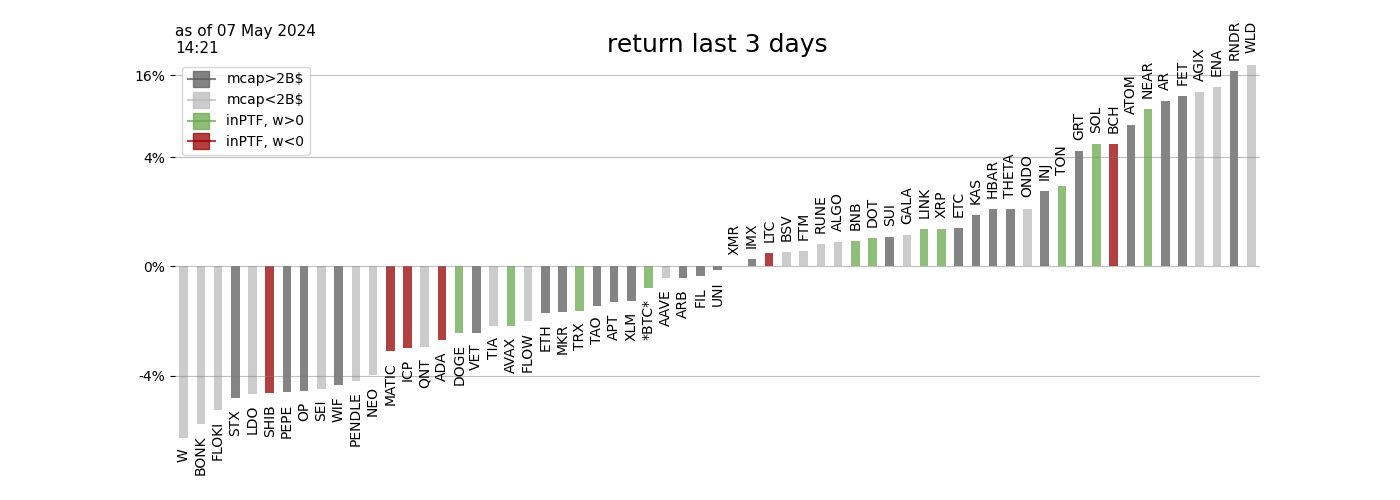 as of 07 May 2024
14:21
return last 3 days
mcap>2B$
mcap<2B$
inPTF, w>0
inPTF, w<0
16%
4%
0%
-4%
W
BONK
FLOKI
STX
LDO
SHIB
PEPE
OP
SEI
WIF
PENDLE
NEO
MATIC
ICP
QNT
ADA
DOGE
VET
TIA
AVAX
FLOW
ETH
MKR
TRX
TAO
APT
XLM
*BTC*
AAVE
ARB
FIL
UNI
XMR
IMX
LTC
BSV
FTM
RUNE
ALGO
BNB
DOT
SUI
GALA
LINK
XRP
ETC
KAS
HBAR
THETA
ONDO
INJ
TON
GRT
SOL
BCH
ATOM
NEAR
AR
FET
AGIX
ENA
RNDR
WLD